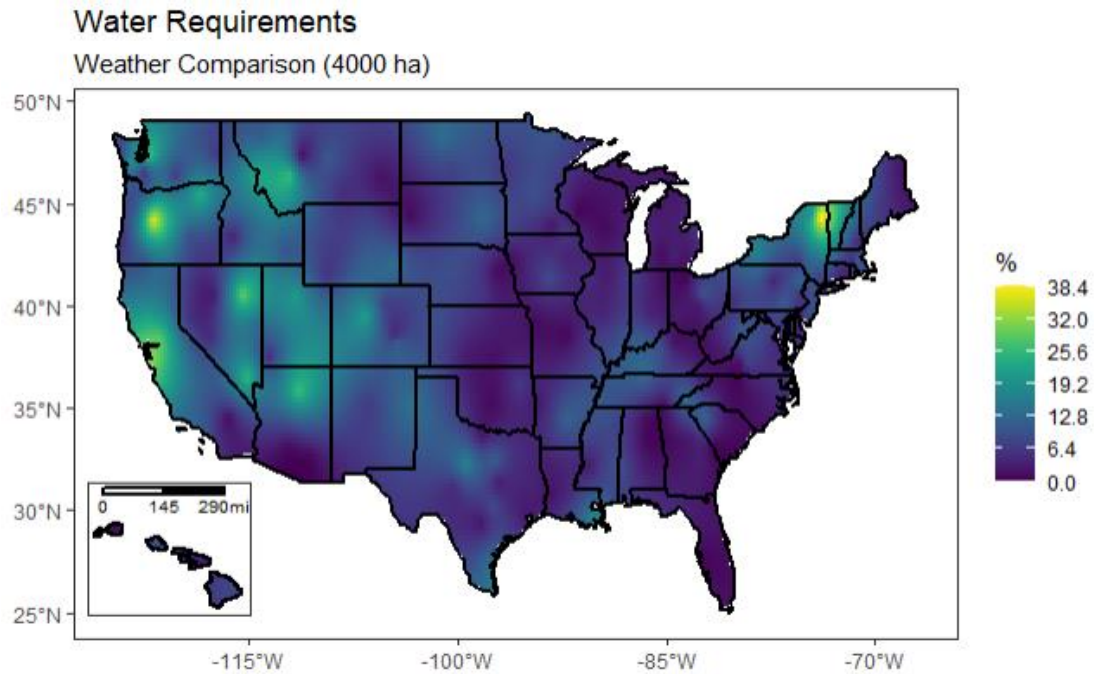 Water Requirements
Weather Comparison (4000 ha)
50°N
45°N
40°N
35°N
30°N
25°N
%
38.4
32.0
25.6
19.2
12.8
6.4
0.0
0 145 290mi
-115°W -100°W -85°W -70°W